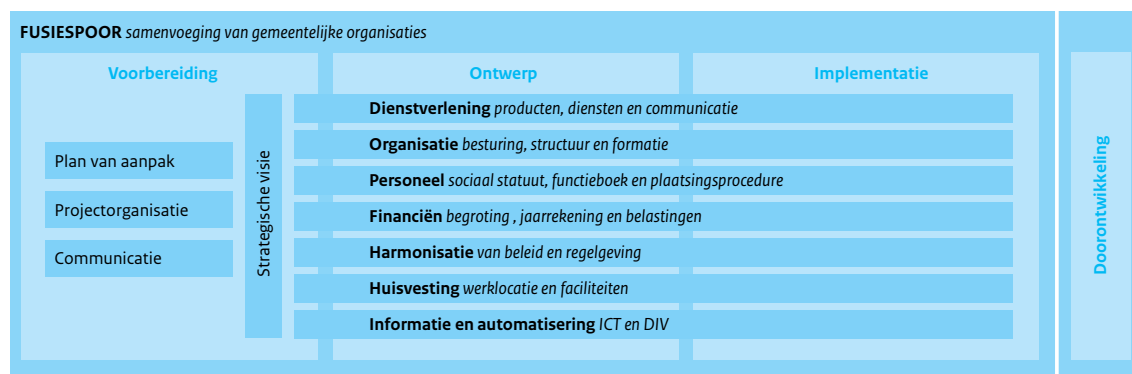 FUSIESPOOR samenvoeging van gemeentelijke organisaties
Voorbereiding
Ontwerp
Implementatie
Plan van aanpak
Projectorganisatie
Communicatie
Strategische visie
Dienstverlening producten, diensten en communicatie
Organisatie besturing, structuur en formatie
Personeel sociaal statuut, functieboek en plaatsingsprocedure
Financiën begroting , jaarrekening en belastingen
Harmonisatie van beleid en regelgeving
Huisvesting werklocatie en faciliteiten
Informatie en automatisering ICT en DIV
Doorontwikkeling